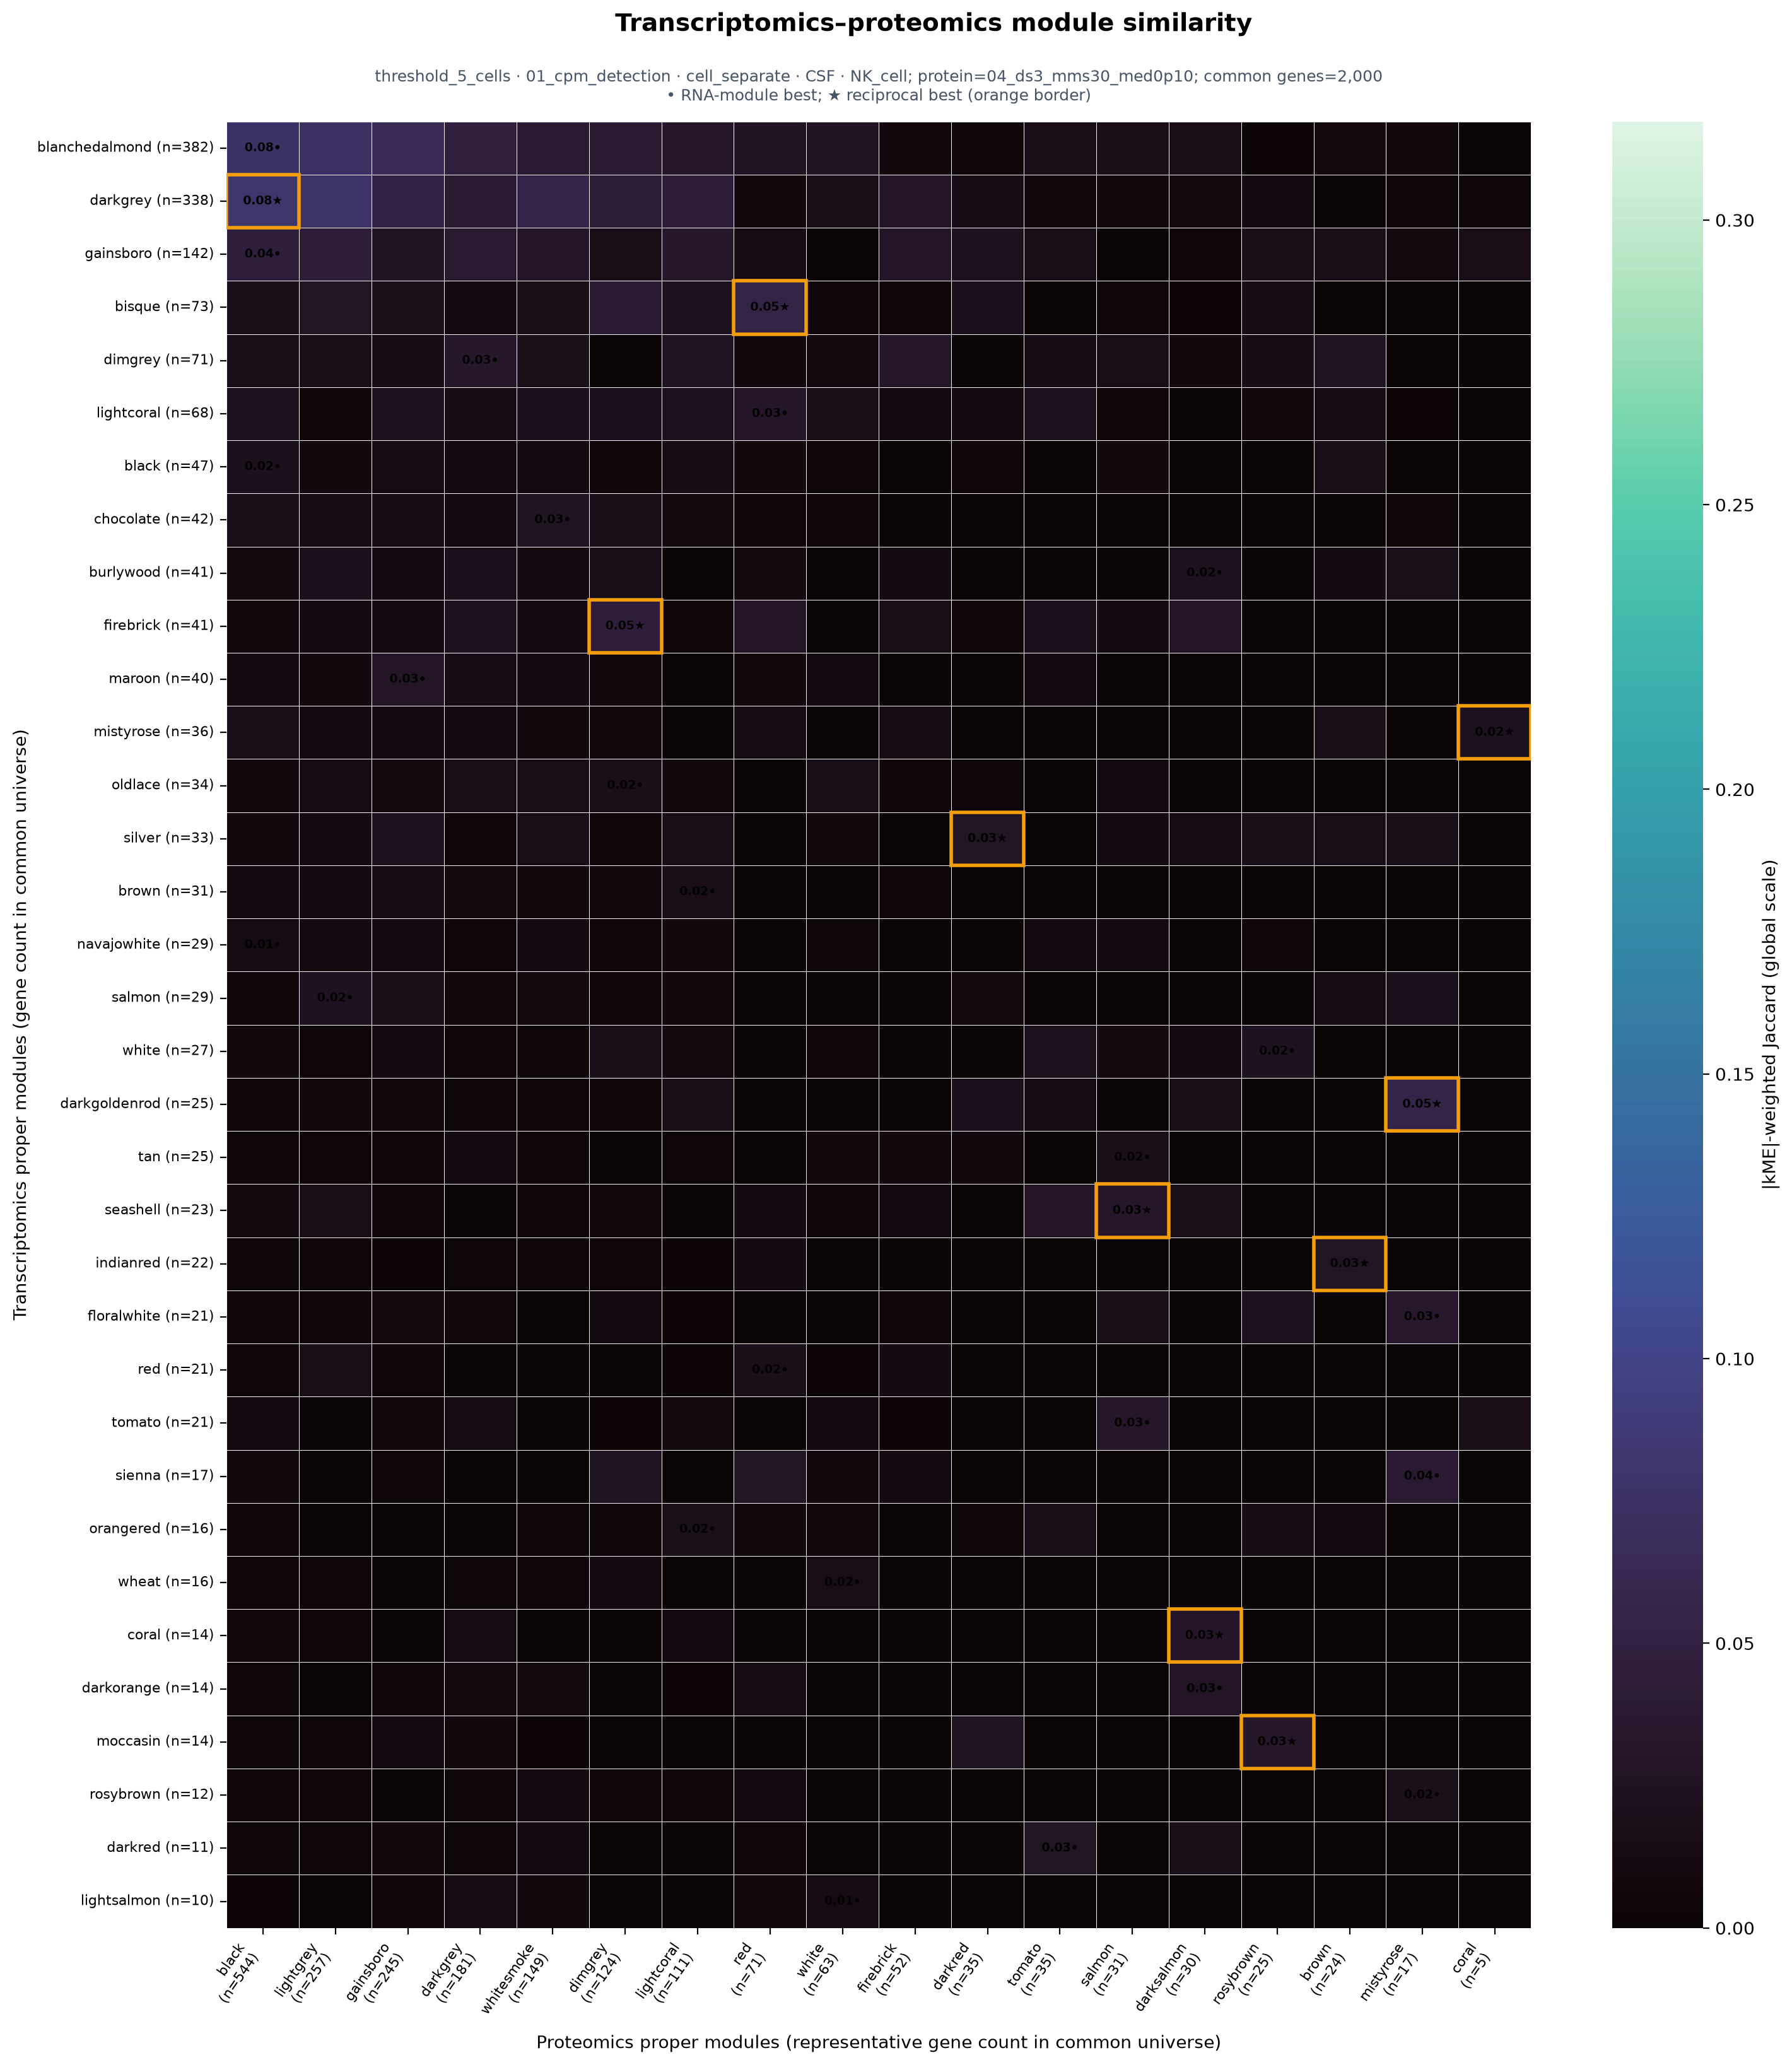 Transcriptomics–proteomics module similarity
threshold_5_cells · 01_cpm_detection · cell_separate · CSF · NK_cell; protein=04_ds3_mms30_med0p10; common genes=2,000
• RNA-module best; ★ reciprocal best (orange border)
Transcriptomics proper modules (gene count in common universe)
blanchedalmond (n=382)
0.08•
darkgrey (n=338)
0.08★
gainsboro (n=142)
0.04•
bisque (n=73)
0.05★
dimgrey (n=71)
0.03•
lightcoral (n=68)
0.03•
black (n=47)
0.02•
chocolate (n=42)
0.03•
burlywood (n=41)
0.02•
firebrick (n=41)
0.05★
maroon (n=40)
0.03•
mistyrose (n=36)
0.02★
oldlace (n=34)
0.02•
silver (n=33)
0.03★
brown (n=31)
0.02•
navajowhite (n=29)
0.01•
salmon (n=29)
0.02•
white (n=27)
0.02•
darkgoldenrod (n=25)
0.05★
tan (n=25)
0.02•
seashell (n=23)
0.03★
indianred (n=22)
0.03★
floralwhite (n=21)
0.03•
red (n=21)
0.02•
tomato (n=21)
0.03•
sienna (n=17)
0.04•
orangered (n=16)
0.02•
wheat (n=16)
0.02•
coral (n=14)
0.03★
darkorange (n=14)
0.03•
moccasin (n=14)
0.03★
rosybrown (n=12)
0.02•
darkred (n=11)
0.03•
lightsalmon (n=10)
0.01•
black
(n=544)
lightgrey
(n=257)
gainsboro
(n=245)
darkgrey
(n=181)
whitesmoke
(n=149)
dimgrey
(n=124)
lightcoral
(n=111)
red
(n=71)
white
(n=63)
firebrick
(n=52)
darkred
(n=35)
tomato
(n=35)
salmon
(n=31)
darksalmon
(n=30)
rosybrown
(n=25)
brown
(n=24)
mistyrose
(n=17)
coral
(n=5)
Proteomics proper modules (representative gene count in common universe)
0.30
0.25
0.20
0.15
0.10
0.05
0.00
|kME|-weighted Jaccard (global scale)